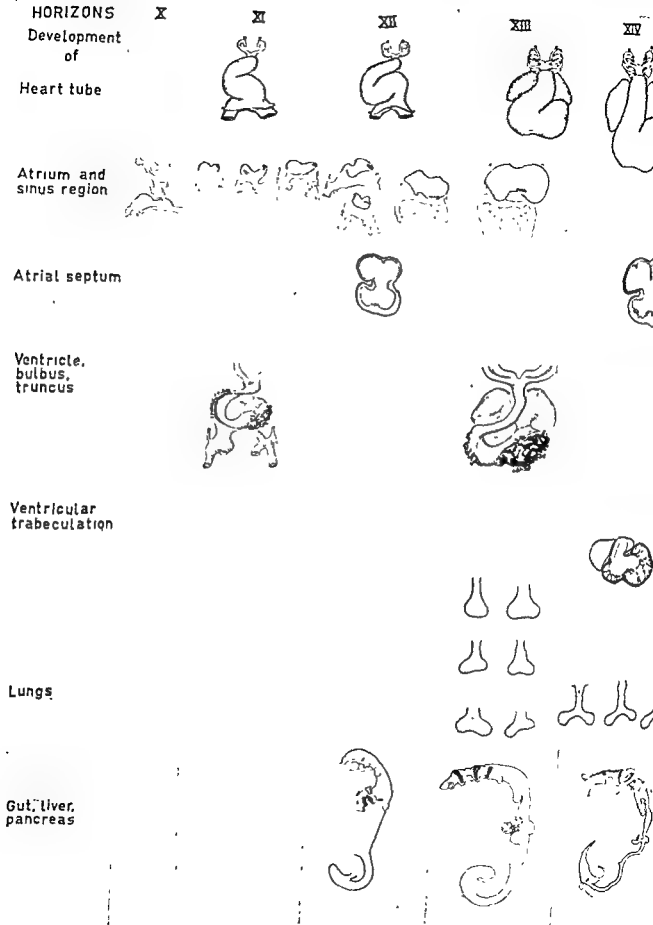 HORIZONS X XI XII XIII XIV
Development
of
Heart tube
Atrium and
sinus region
Atrial septum
Ventricle,
bulbus,
truncus
Ventricular
trabeculation
Lungs
Gut, liver,
pancreas